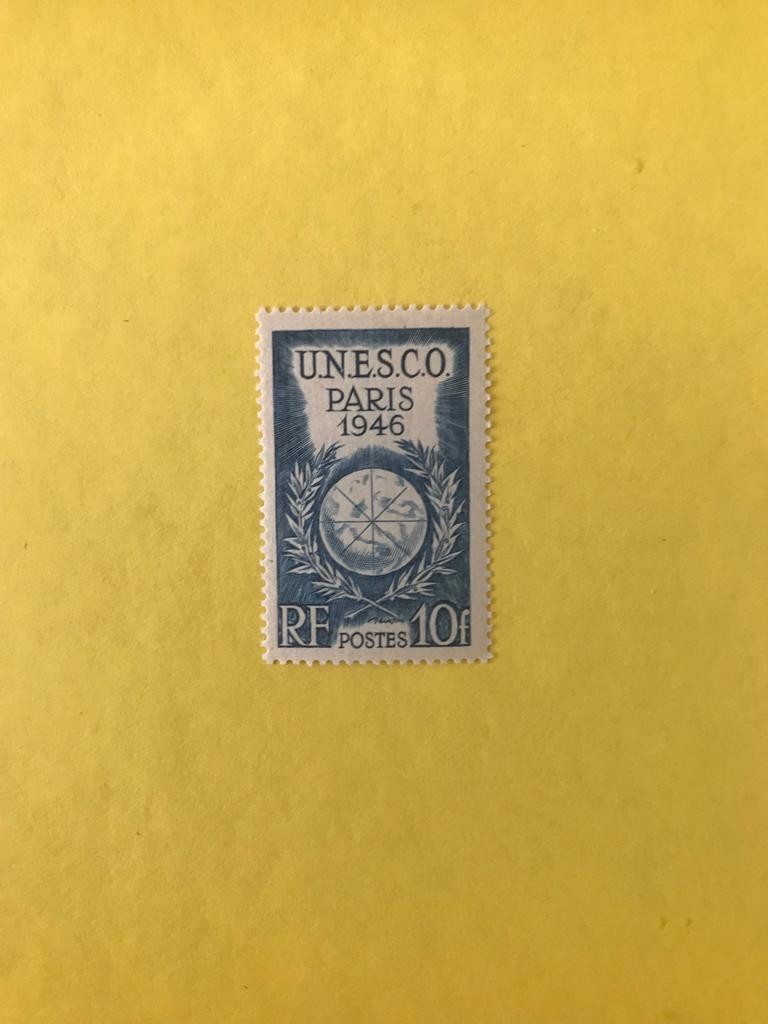 U.N.E.S.C.O.
PARIS
1946
RF POSTES 10f